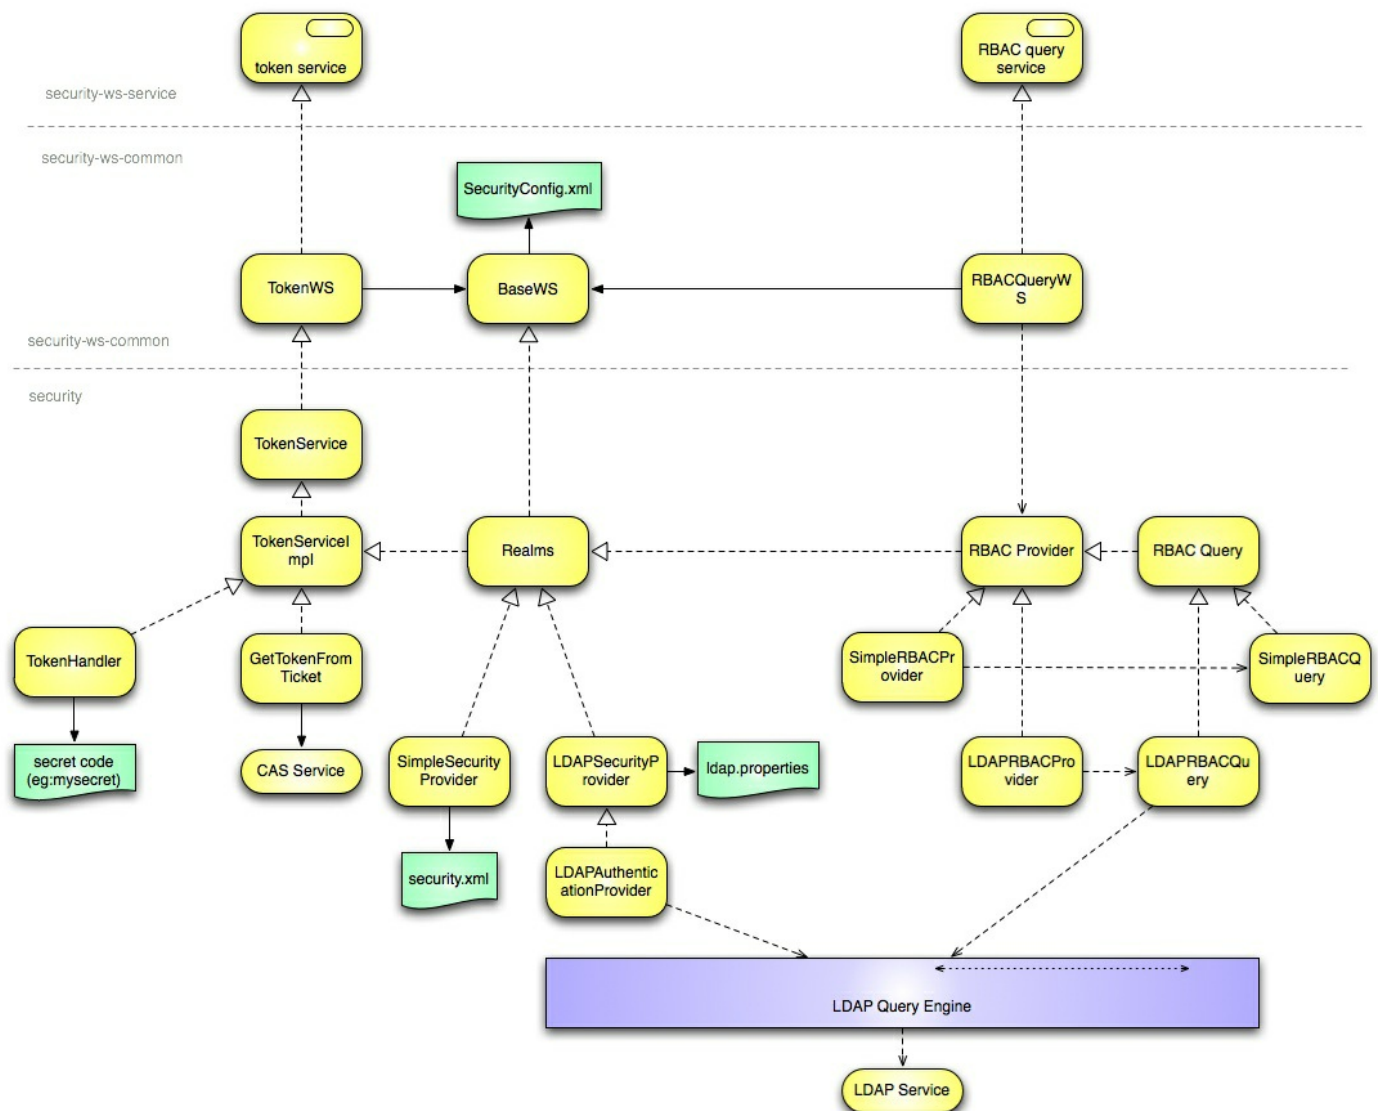 token service
RBAC query
service
security-ws-service
security-ws-common
SecurityConfig.xml
TokenWS
BaseWS
RBACQueryW
S
security-ws-common
security
TokenService
TokenServiceI
mpl
Realms
RBAC Provider
RBAC Query
TokenHandler
GetTokenFrom
Ticket
SimpleRBACPr
ovider
SimpleRBACQ
uery
secret code
(eg:mysecret)
CAS Service
SimpleSecurity
Provider
LDAPSecurityP
rovider
ldap.properties
LDAPRBACPro
vider
LDAPRBACQu
ery
security.xml
LDAPAuthentic
ationProvider
LDAP Query Engine
LDAP Service